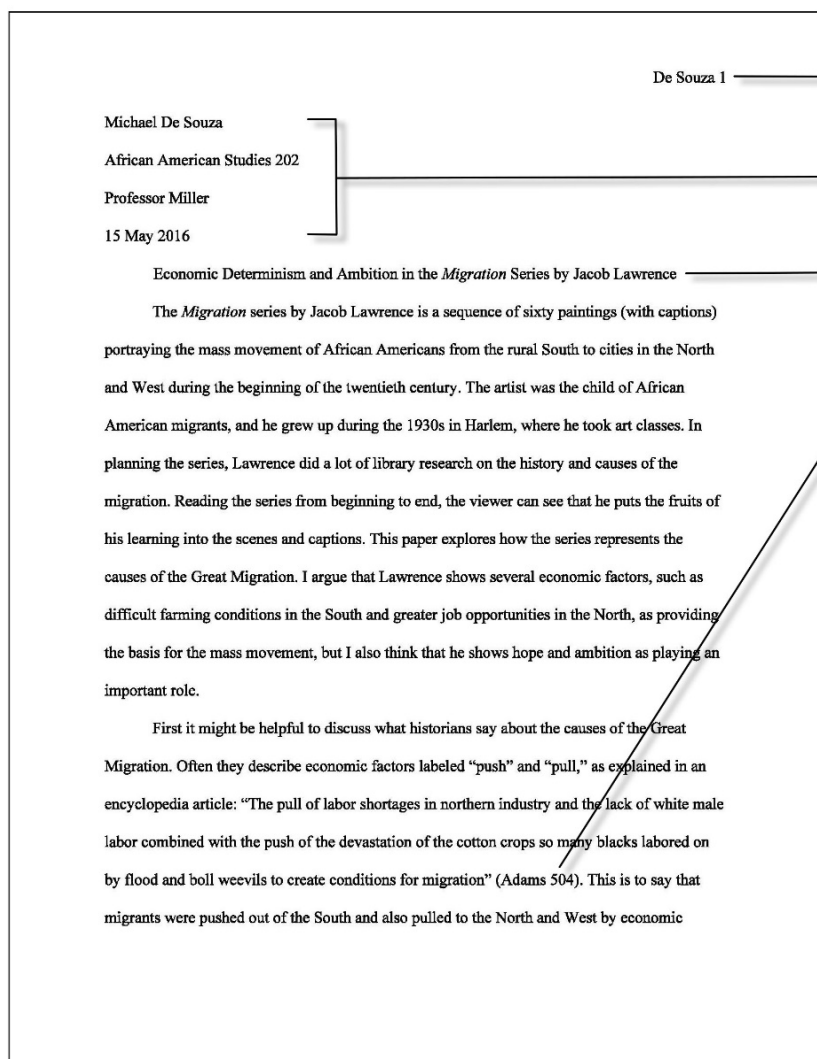 De Souza 1
Michael De Souza
African American Studies 202
Professor Miller
15 May 2016
Economic Determinism and Ambition in the Migration Series by Jacob Lawrence
The Migration series by Jacob Lawrence is a sequence of sixty paintings (with captions)
portraying the mass movement of African Americans from the rural South to cities in the North
and West during the beginning of the twentieth century. The artist was the child of African
American migrants, and he grew up during the 1930s in Harlem, where he took art classes. In
planning the series, Lawrence did a lot of library research on the history and causes of the
migration. Reading the series from beginning to end, the viewer can see that he puts the fruits of
his learning into the scenes and captions. This paper explores how the series represents the
causes of the Great Migration. I argue that Lawrence shows several economic factors, such as
difficult farming conditions in the South and greater job opportunities in the North, as providing
the basis for the mass movement, but I also think that he shows hope and ambition as playing an
important role.
First it might be helpful to discuss what historians say about the causes of the Great
Migration. Often they describe economic factors labeled “push” and “pull,” as explained in an
encyclopedia article: “The pull of labor shortages in northern industry and the lack of white male
labor combined with the push of the devastation of the cotton crops so many blacks labored on
by flood and boll weevils to create conditions for migration” (Adams 504). This is to say that
migrants were pushed out of the South and also pulled to the North and West by economic